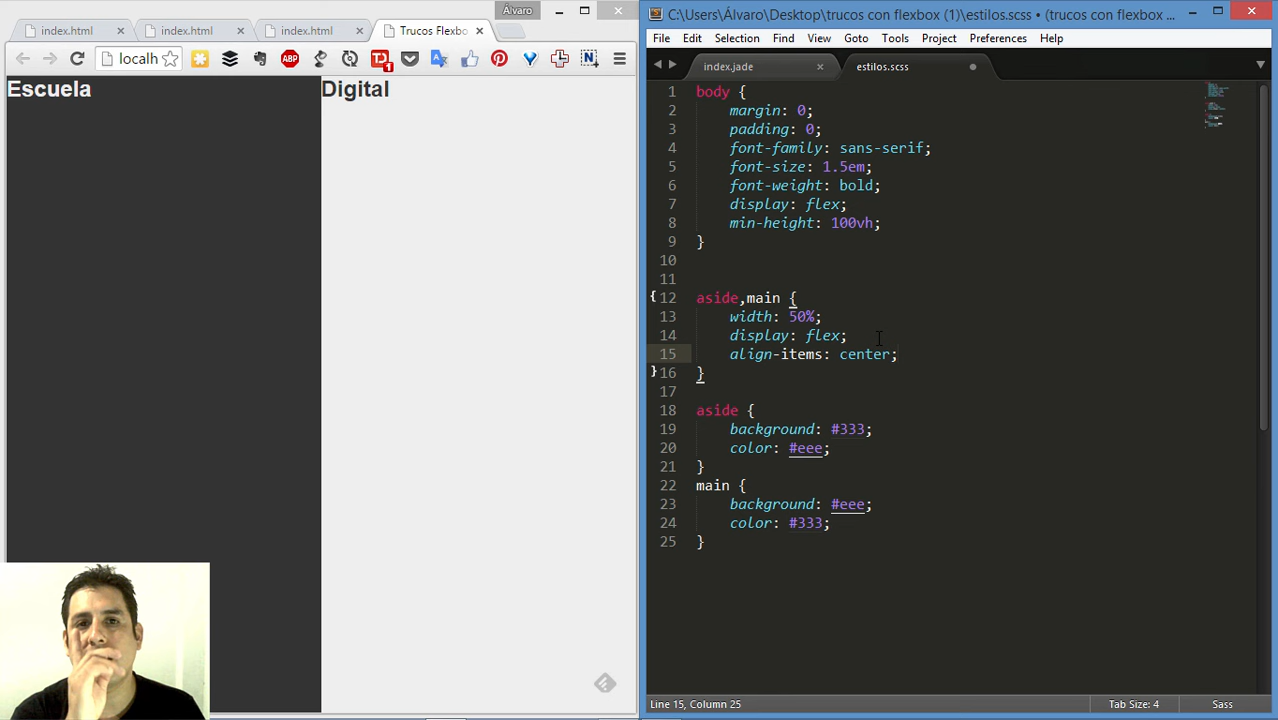 Alvaro
index.html
index.html
index.html
Trucos Flexbo
localh
ABP
1
N
Escuela
Digital
C:\Users\Álvaro\Desktop\trucos con flexbox (1)\estilos.scss • (trucos con flexbox ...
File Edit Selection Find View Goto Tools Project Preferences Help
index.jade
estilos.scss
1 body {
2 margin: 0;
3 padding: 0;
4 font-family: sans-serif;
5 font-size: 1.5em;
6 font-weight: bold;
7 display: flex;
8 min-height: 100vh;
9 }
10
11
12 aside,main {
13 width: 50%;
14 display: flex;
15 align-items: center;
16 }
17
18 aside {
19 background: #333;
20 color: #eee;
21 }
22 main {
23 background: #eee;
24 color: #333;
25 }
Line 15, Column 25
Tab Size: 4
Sass